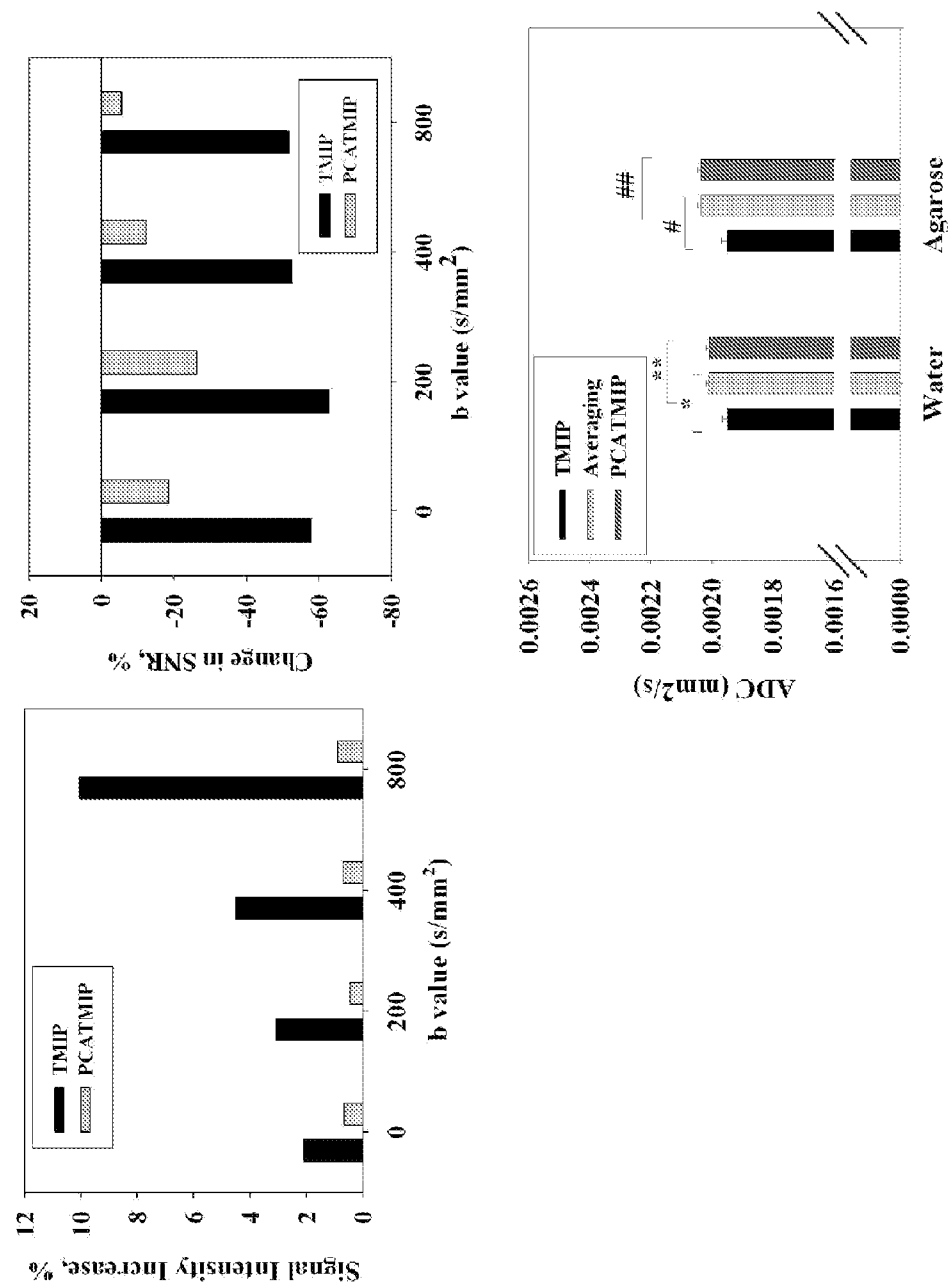 12
10
8
6
4
2
0
Signal Intensity Increase, %
TMIP
PCATMIP
0
200
400
800
b value (s/mm²)
20
0
-20
-40
-60
-80
Change in SNR, %
TMIP
PCATMIP
0
200
400
800
b value (s/mm²)
0.0026
0.0024
0.0022
0.0020
0.0018
0.0016
0.0000
ADC (mm2/s)
TMIP
Averaging
PCATMIP
*
**
#
##
Water
Agarose